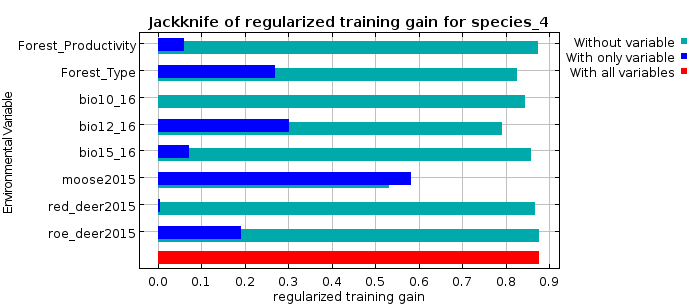 Jackknife of regularized training gain for species_4
Without variable
With only variable
With all variables
Environmental Variable
Forest_Productivity
Forest_Type
bio10_16
bio12_16
bio15_16
moose2015
red_deer2015
roe_deer2015
0.0 0.1 0.2 0.3 0.4 0.5 0.6 0.7 0.8 0.9
regularized training gain